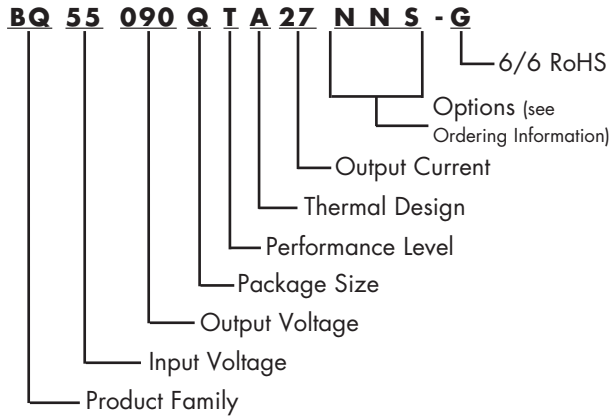 BQ 55 090 Q T A 27 N N S - G
6/6 RoHS
Options (see
Ordering Information)
Output Current
Thermal Design
Performance Level
Package Size
Output Voltage
Input Voltage
Product Family